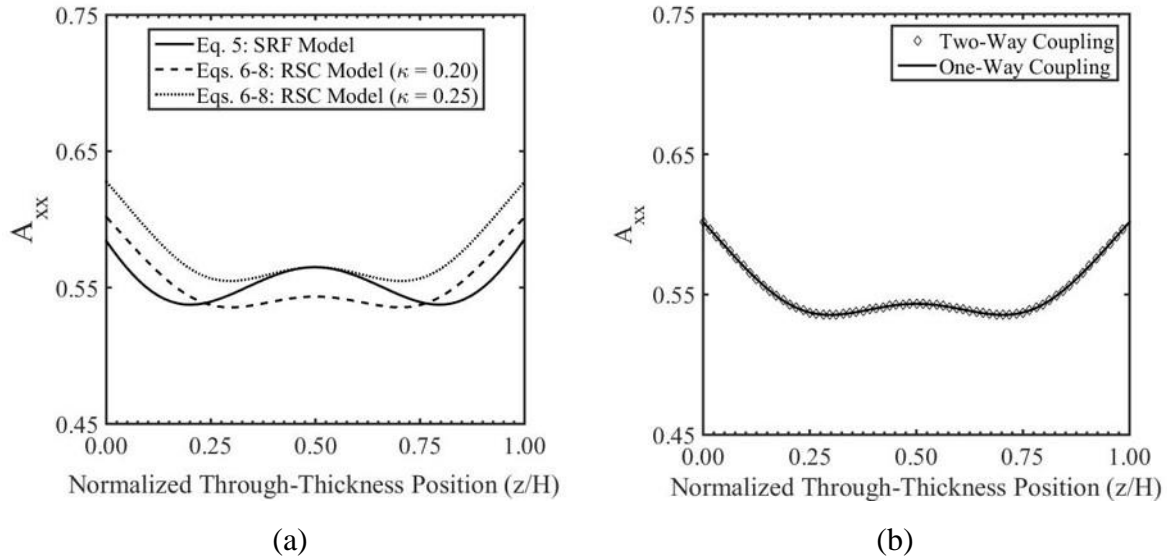 0.75
0.65
0.55
0.45
A_xx
Eq. 5: SRF Model
Eqs. 6-8: RSC Model (κ = 0.20)
Eqs. 6-8: RSC Model (κ = 0.25)
0.00 0.25 0.50 0.75 1.00
Normalized Through-Thickness Position (z/H)
(a)
0.75
0.65
0.55
0.45
A_xx
Two-Way Coupling
One-Way Coupling
0.00 0.25 0.50 0.75 1.00
Normalized Through-Thickness Position (z/H)
(b)